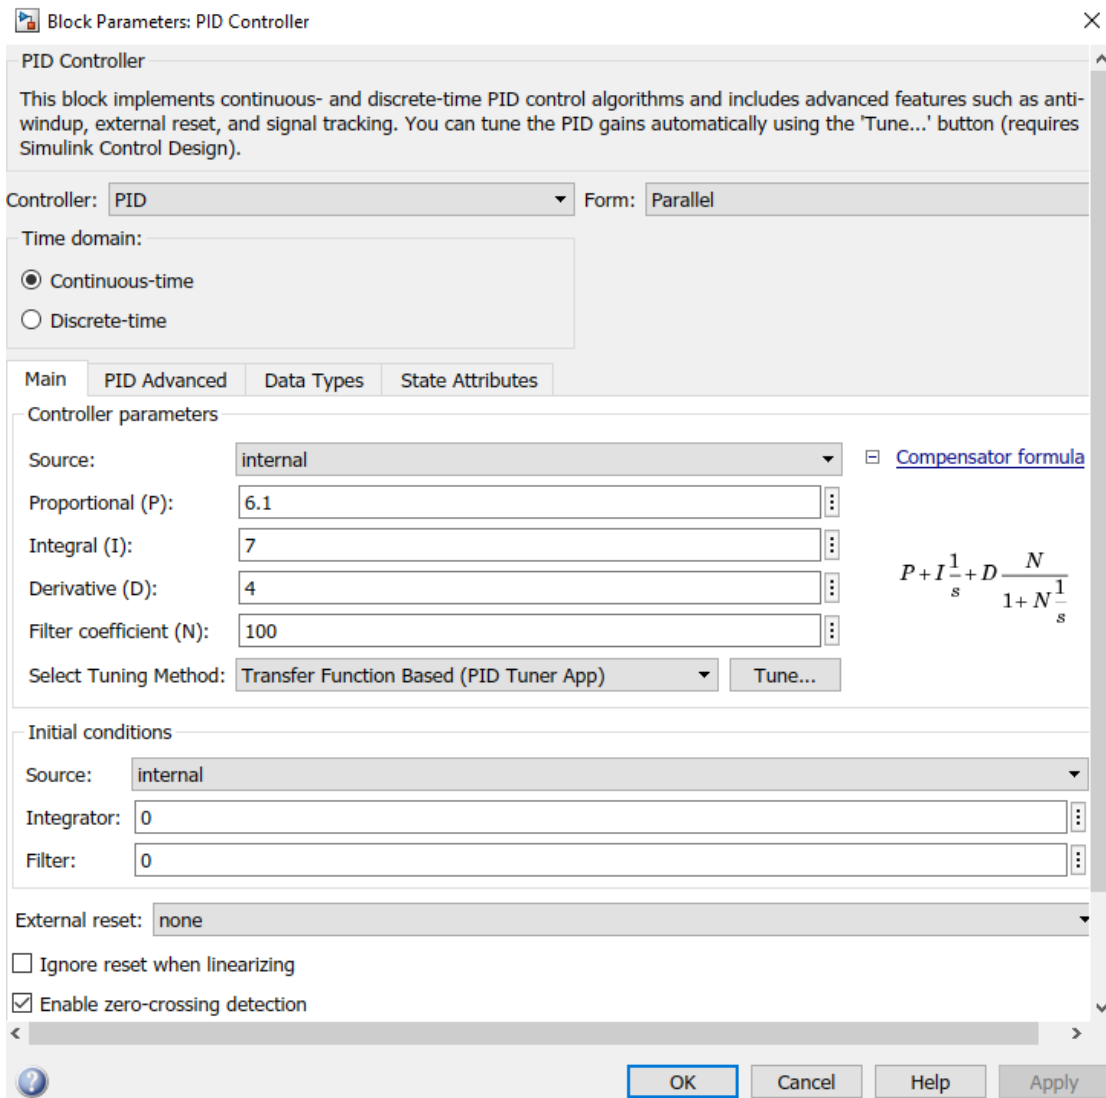 Block Parameters: PID Controller
PID Controller
This block implements continuous- and discrete-time PID control algorithms and includes advanced features such as anti-
windup, external reset, and signal tracking. You can tune the PID gains automatically using the 'Tune...' button (requires
Simulink Control Design).
Controller: PID Form: Parallel
Time domain:
Continuous-time
Discrete-time
Main PID Advanced Data Types State Attributes
Controller parameters
Source: internal Compensator formula
Proportional (P): 6.1
Integral (I): 7
Derivative (D): 4
Filter coefficient (N): 100
P + I 1/s + D N/(1 + N 1/s)
Select Tuning Method: Transfer Function Based (PID Tuner App) Tune...
Initial conditions
Source: internal
Integrator: 0
Filter: 0
External reset: none
Ignore reset when linearizing
Enable zero-crossing detection
? OK Cancel Help Apply